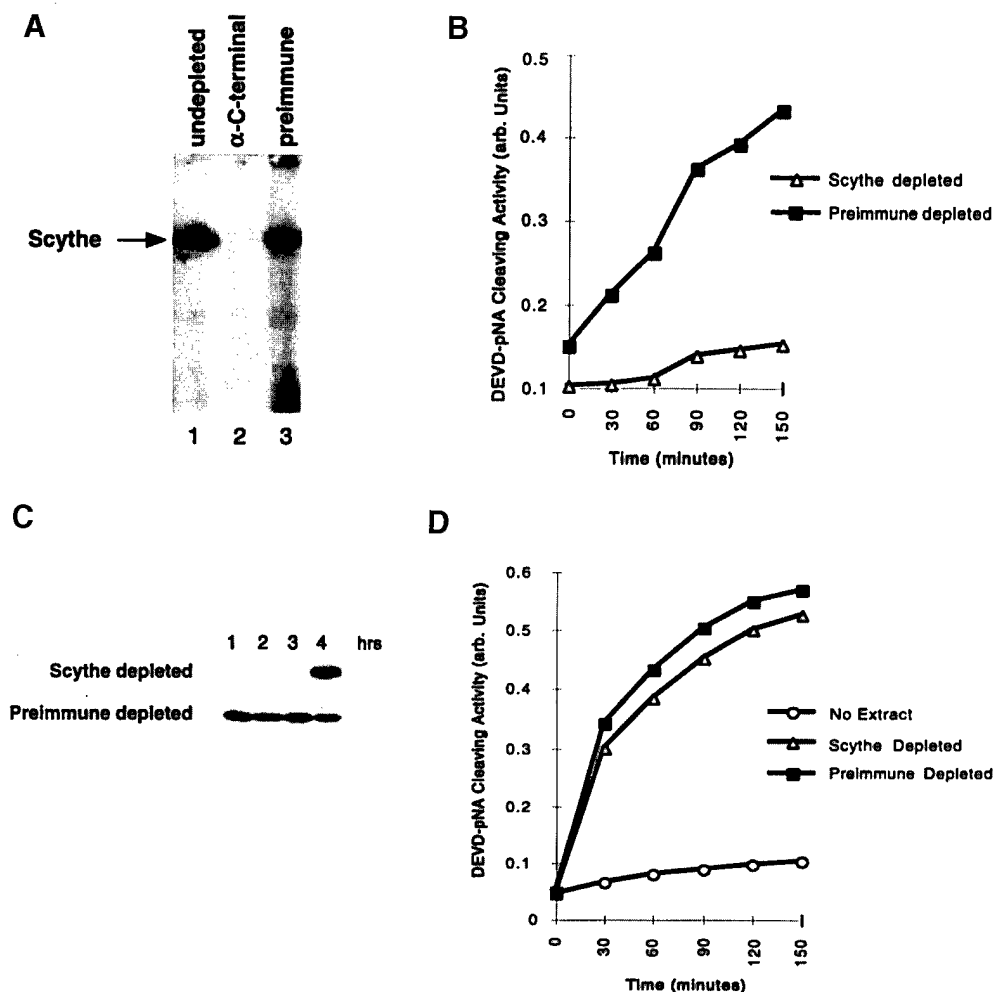 A
undepleted
α-C-terminal
preimmune
Scythe
1 2 3
B
DEVD-pNA Cleaving Activity (arb. Units)
0.5
0.4
0.3
0.2
0.1
0 30 60 90 120 150
Time (minutes)
Scythe depleted
Preimmune depleted
C
1 2 3 4 hrs
Scythe depleted
Preimmune depleted
D
DEVD-pNA Cleaving Activity (arb. Units)
0.6
0.5
0.4
0.3
0.2
0.1
0
0 30 60 90 120 150
Time (minutes)
No Extract
Scythe Depleted
Preimmune Depleted